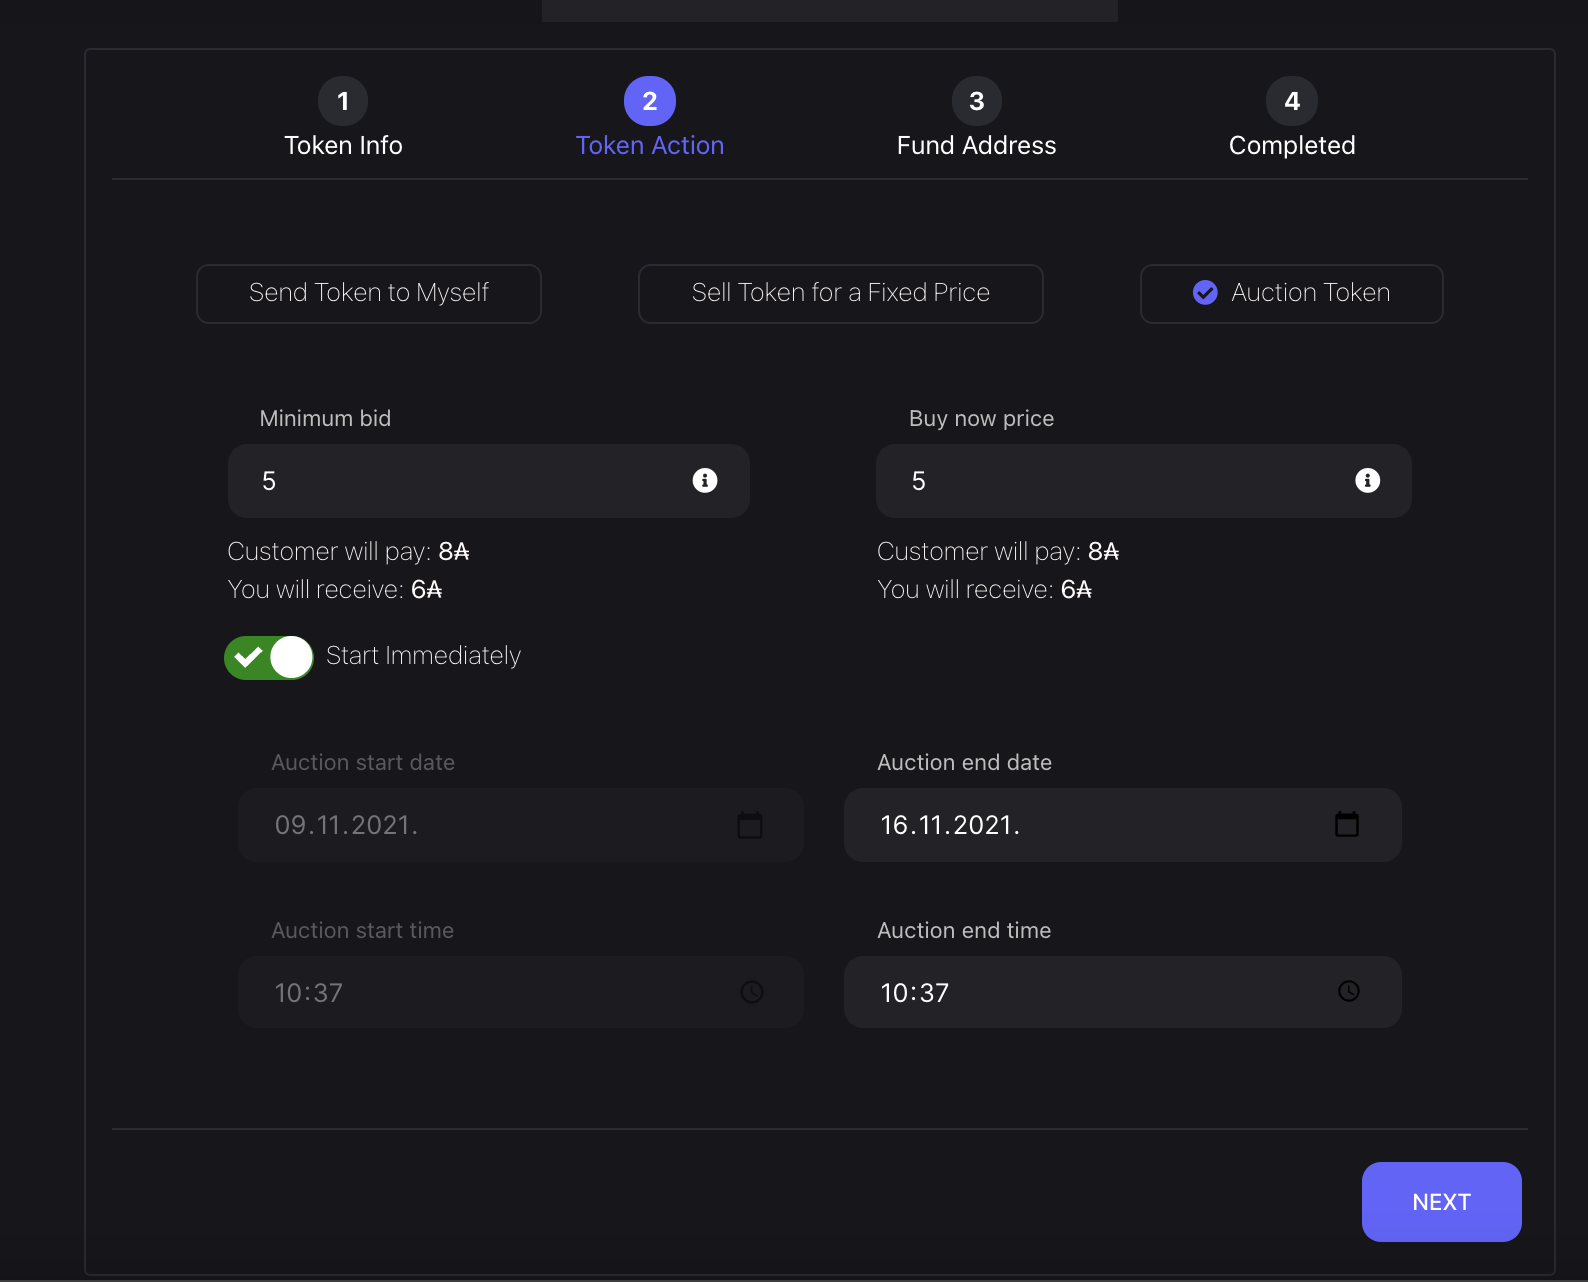 1 2 3 4
Token Info Token Action Fund Address Completed
Send Token to Myself Sell Token for a Fixed Price Auction Token
Minimum bid Buy now price
5 5
Customer will pay: 8₳ Customer will pay: 8₳
You will receive: 6₳ You will receive: 6₳
Start Immediately
Auction start date Auction end date
09.11.2021. 16.11.2021.
Auction start time Auction end time
10:37 10:37
NEXT